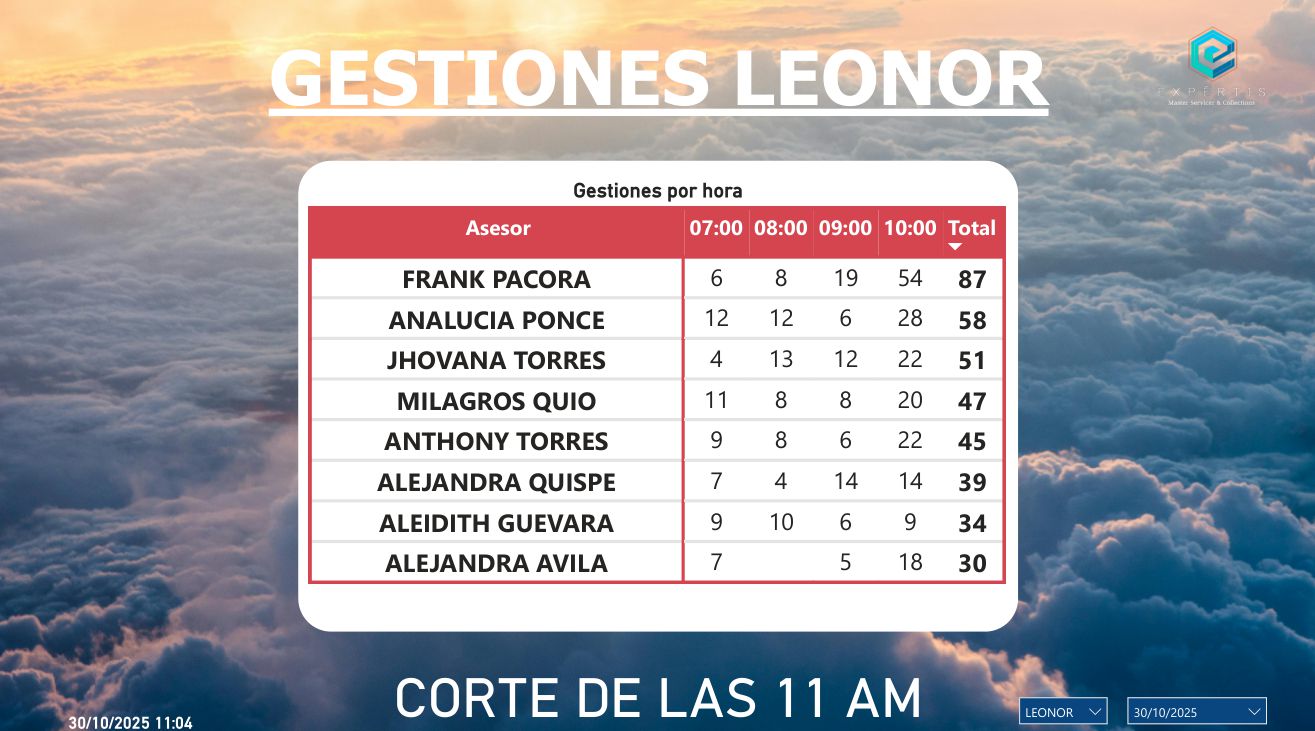 GESTIONES LEONOR
EXPERTIS
Master Servicer & Collections
Gestiones por hora
Asesor 07:00 08:00 09:00 10:00 Total
FRANK PACORA 6 8 19 54 87
ANALUCIA PONCE 12 12 6 28 58
JHOVANA TORRES 4 13 12 22 51
MILAGROS QUIO 11 8 8 20 47
ANTHONY TORRES 9 8 6 22 45
ALEJANDRA QUISPE 7 4 14 14 39
ALEIDITH GUEVARA 9 10 6 9 34
ALEJANDRA AVILA 7 5 18 30
CORTE DE LAS 11 AM
30/10/2025 11:04
LEONOR
30/10/2025